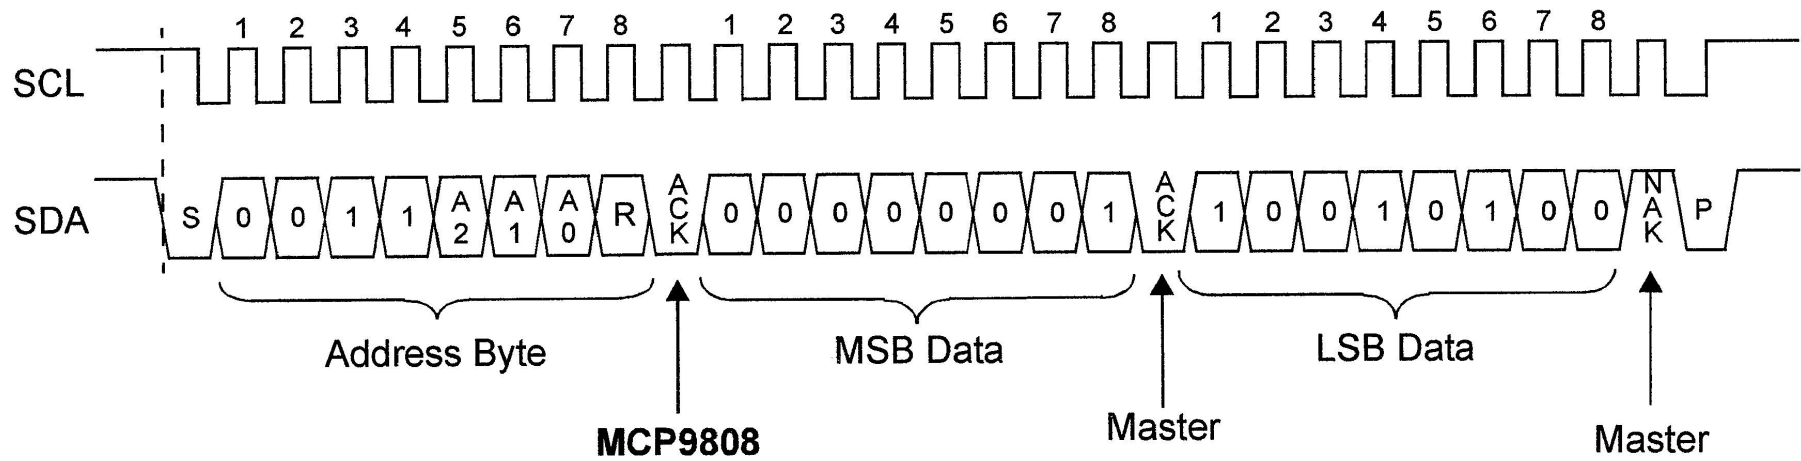 1 2 3 4 5 6 7 8 1 2 3 4 5 6 7 8 1 2 3 4 5 6 7 8
SCL
SDA S 0 0 1 1 A2 A1 A0 R ACK 0 0 0 0 0 0 0 1 ACK 1 0 0 1 0 1 0 0 NAK P
Address Byte MSB Data LSB Data
MCP9808 Master Master